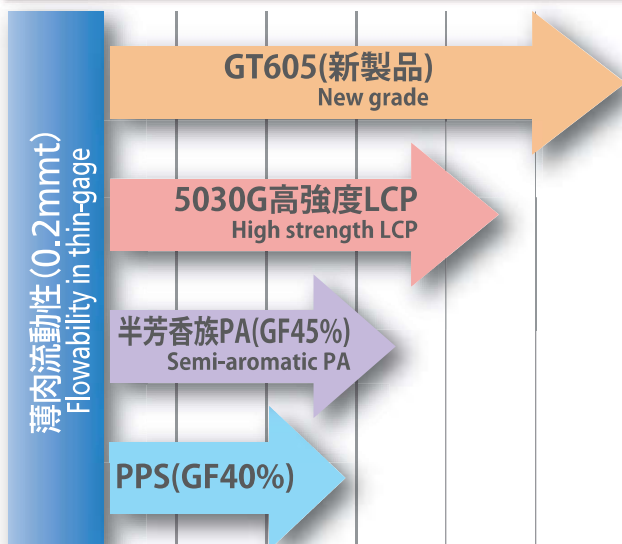 薄肉流動性(0.2mmt)
Flowability in thin-gage
GT605(新製品)
New grade
5030G高強度LCP
High strength LCP
半芳香族PA(GF45%)
Semi-aromatic PA
PPS(GF40%)